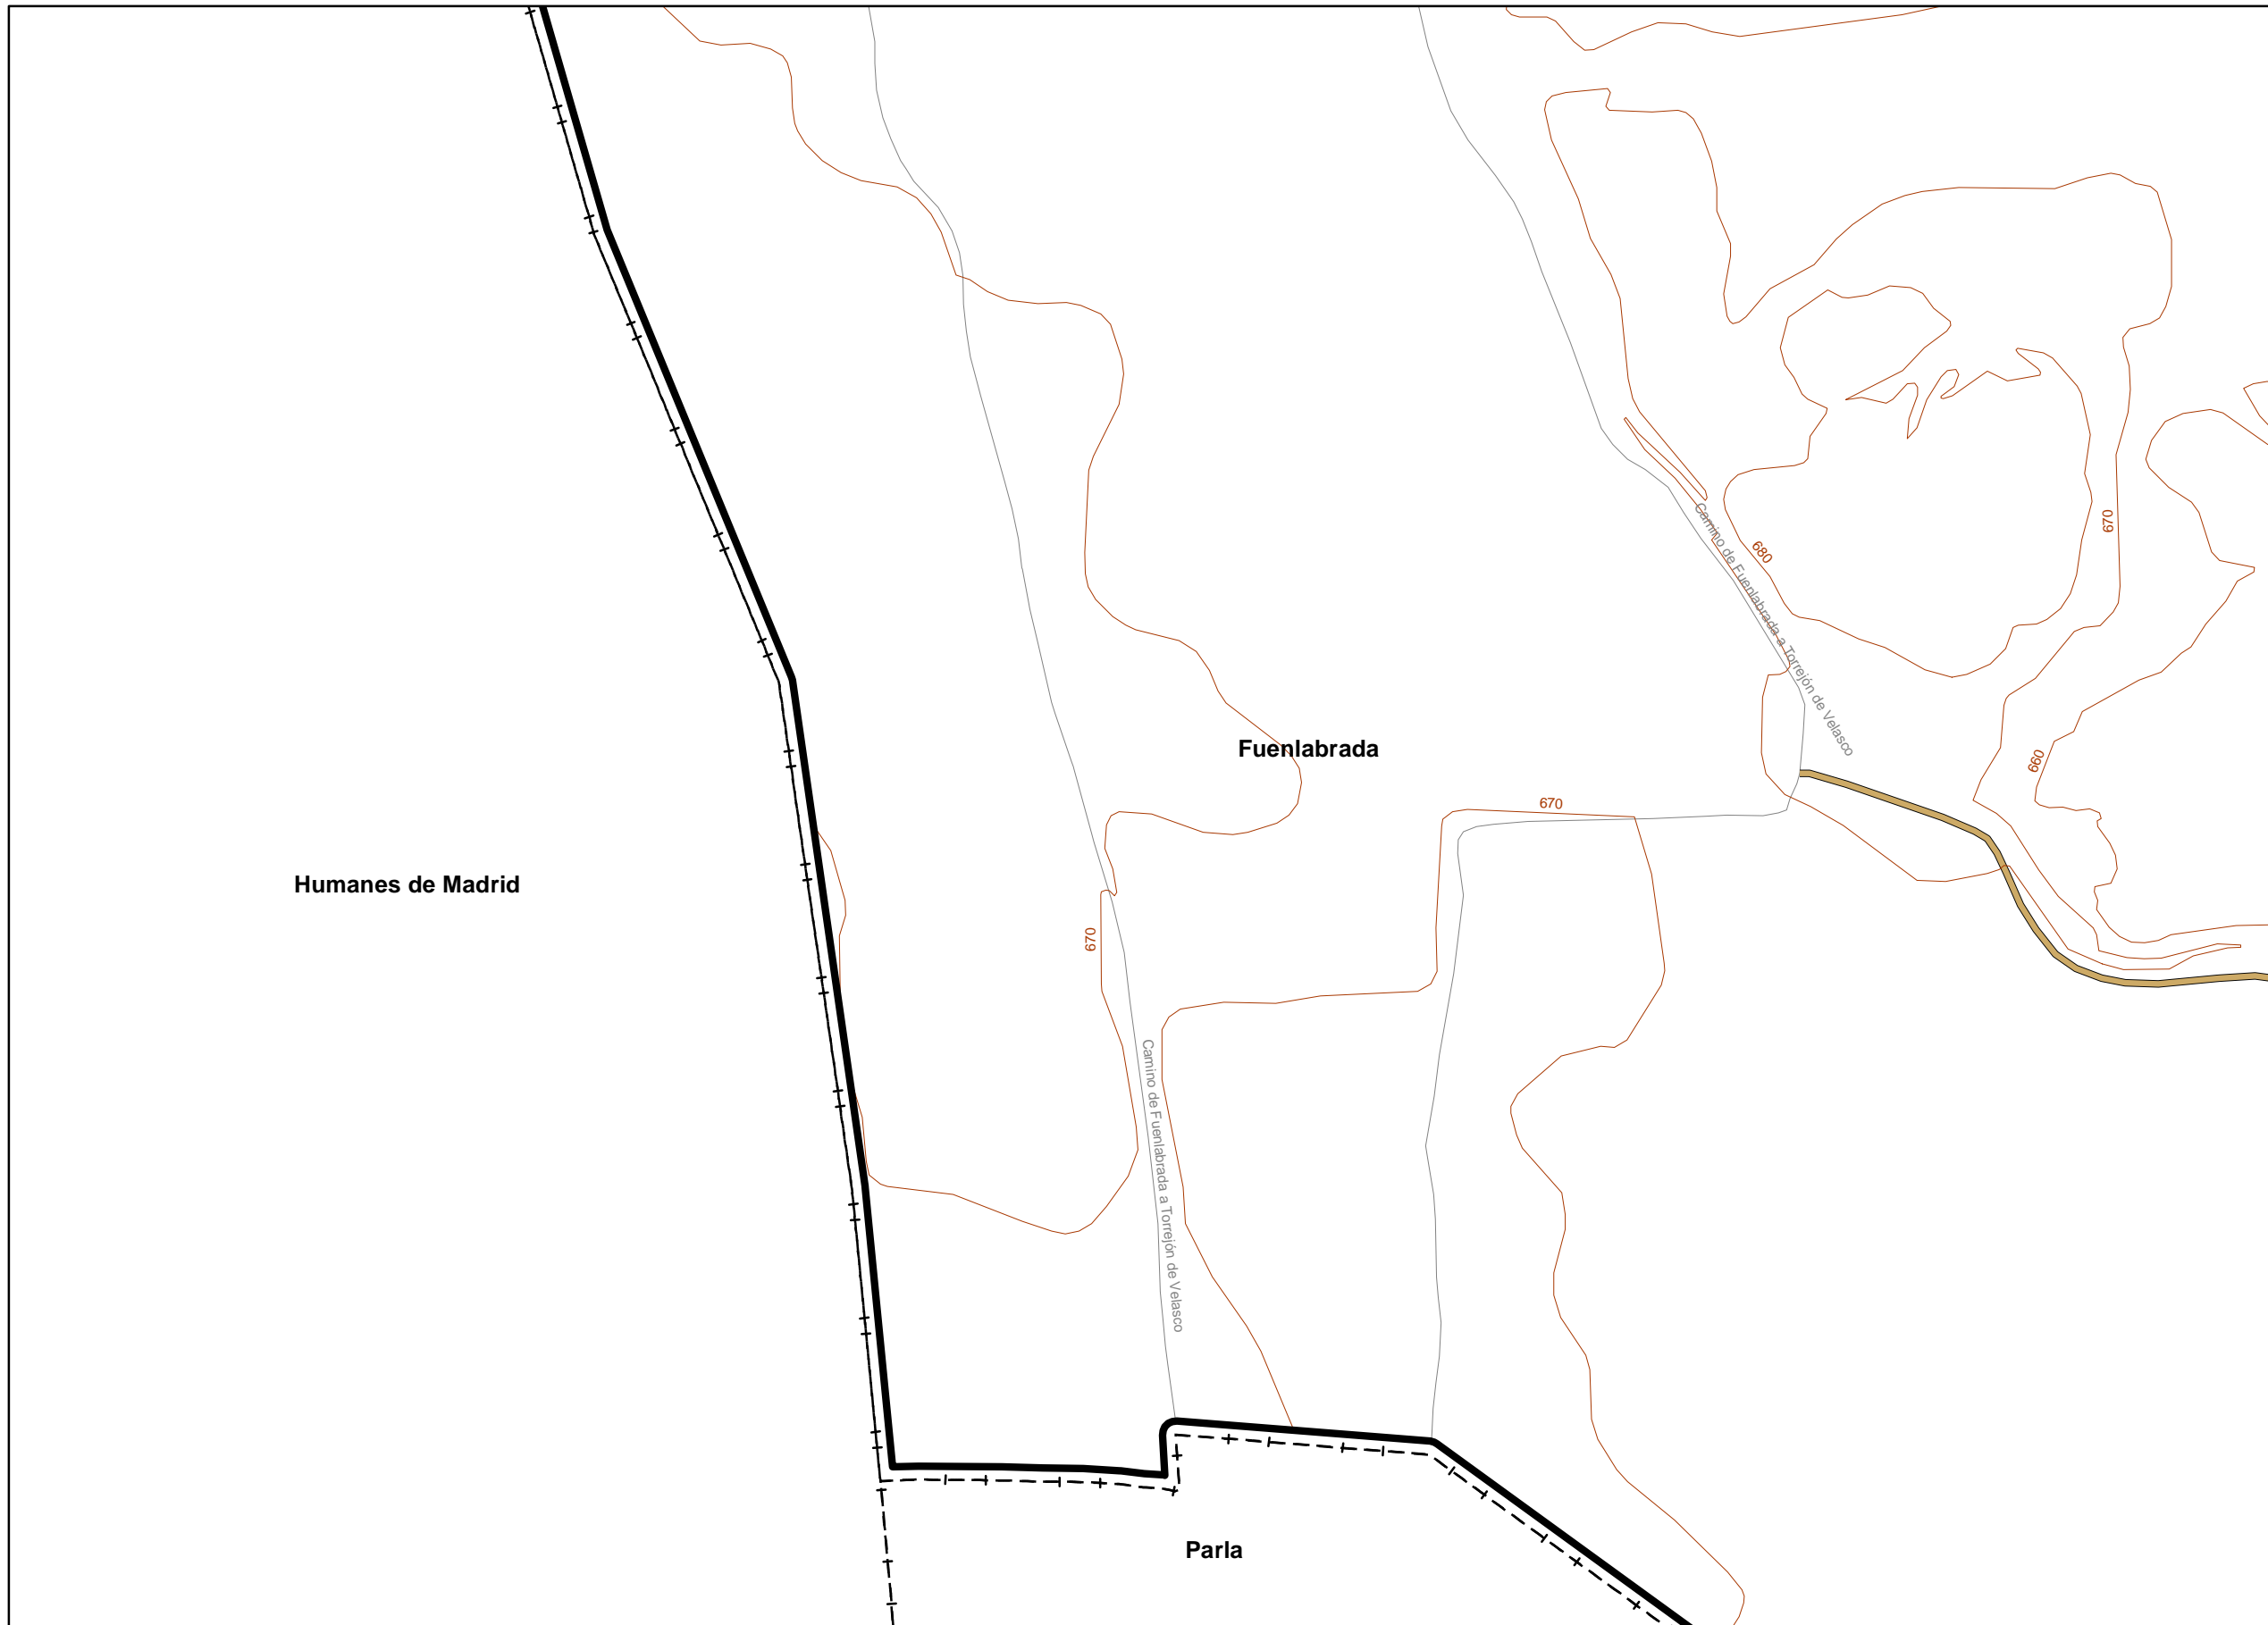 670
680
Camino de Fuenlabrada a Torrejón de Velasco
Fuenlabrada
660
670
Humanes de Madrid
670
Camino de Fuenlabrada a Torrejón de Velasco
Parla